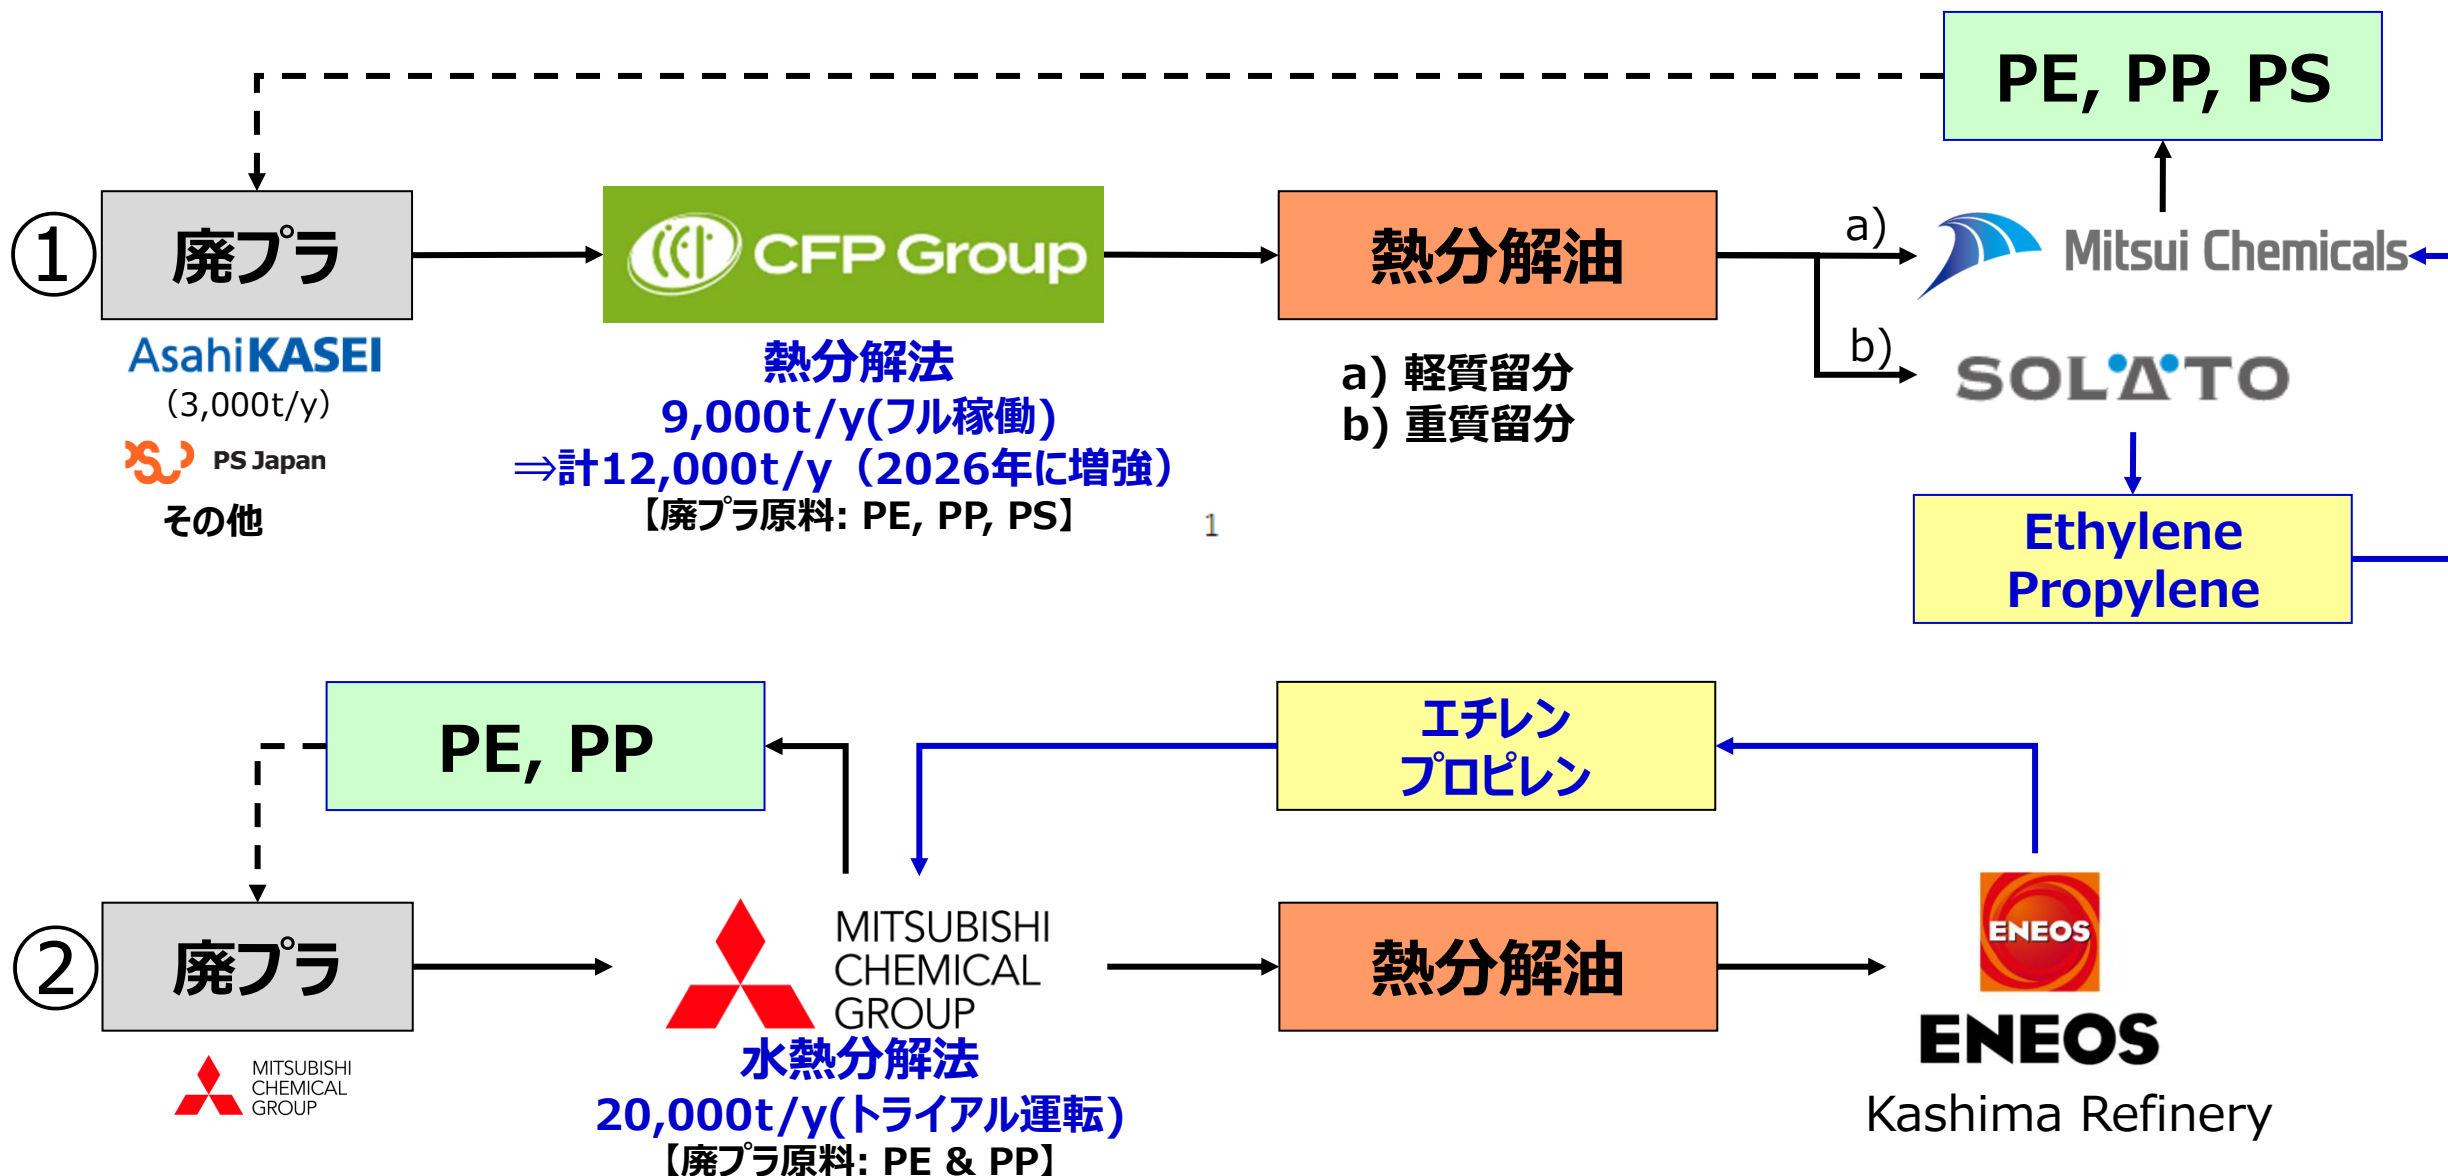 PE, PP, PS
①
廃プラ
CFP Group
熱分解油
a)
Mitsui Chemicals
AsahiKASEI
(3,000t/y)
PS Japan
その他
熱分解法
9,000t/y(フル稼働)
⇒計12,000t/y（2026年に増強）
【廃プラ原料: PE, PP, PS】
a) 軽質留分
b) 重質留分
b)
SOLATO
1
Ethylene
Propylene
PE, PP
エチレン
プロピレン
②
廃プラ
MITSUBISHI
CHEMICAL
GROUP
熱分解油
ENEOS
ENEOS
Kashima Refinery
MITSUBISHI
CHEMICAL
GROUP
水熱分解法
20,000t/y(トライアル運転)
【廃プラ原料: PE & PP】